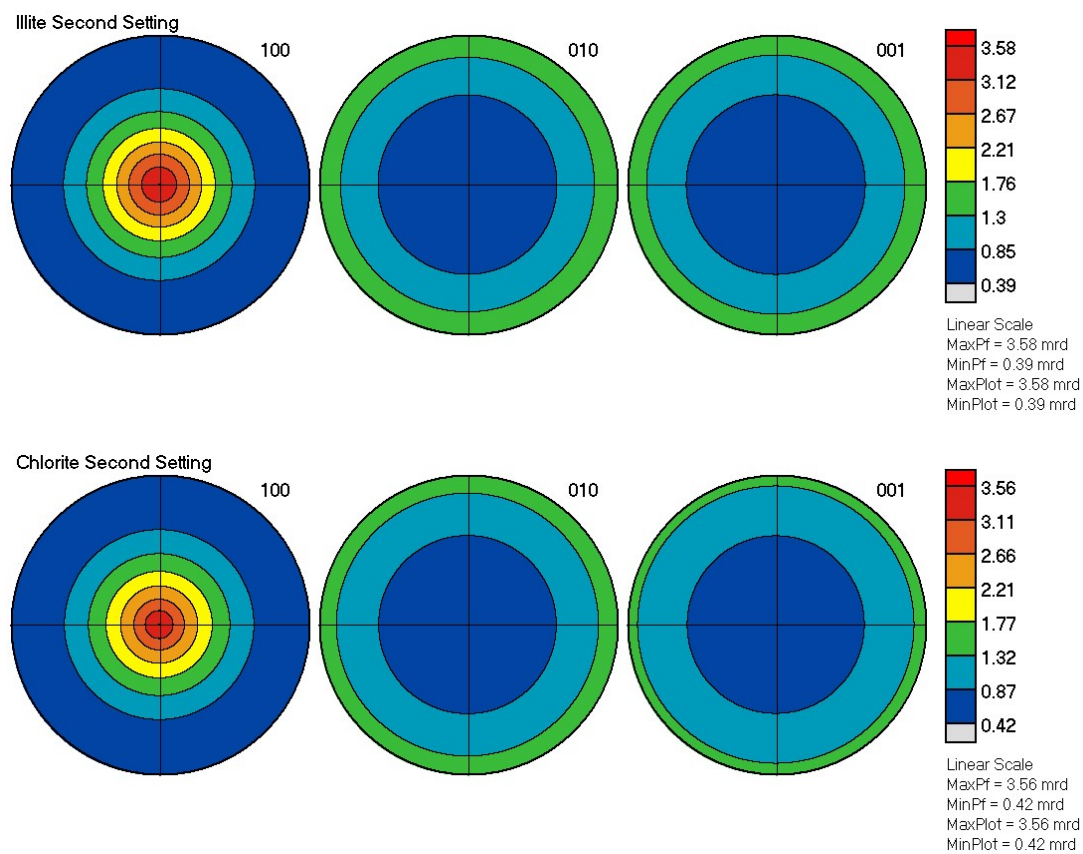 Illite Second Setting
100
010
001
3.58
3.12
2.67
2.21
1.76
1.3
0.85
0.39
Linear Scale
MaxPf = 3.58 mrd
MinPf = 0.39 mrd
MaxPlot = 3.58 mrd
MinPlot = 0.39 mrd
Chlorite Second Setting
100
010
001
3.56
3.11
2.66
2.21
1.77
1.32
0.87
0.42
Linear Scale
MaxPf = 3.56 mrd
MinPf = 0.42 mrd
MaxPlot = 3.56 mrd
MinPlot = 0.42 mrd